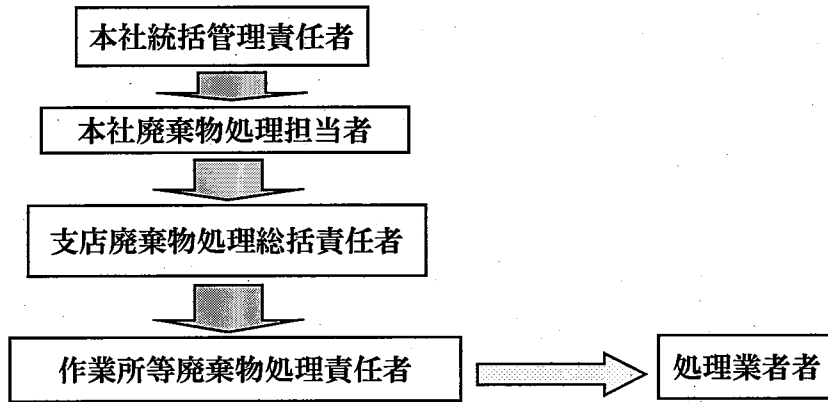 本社統括管理責任者
本社廃棄物処理担当者
支店廃棄物処理総括責任者
作業所等廃棄物処理責任者
処理業者者